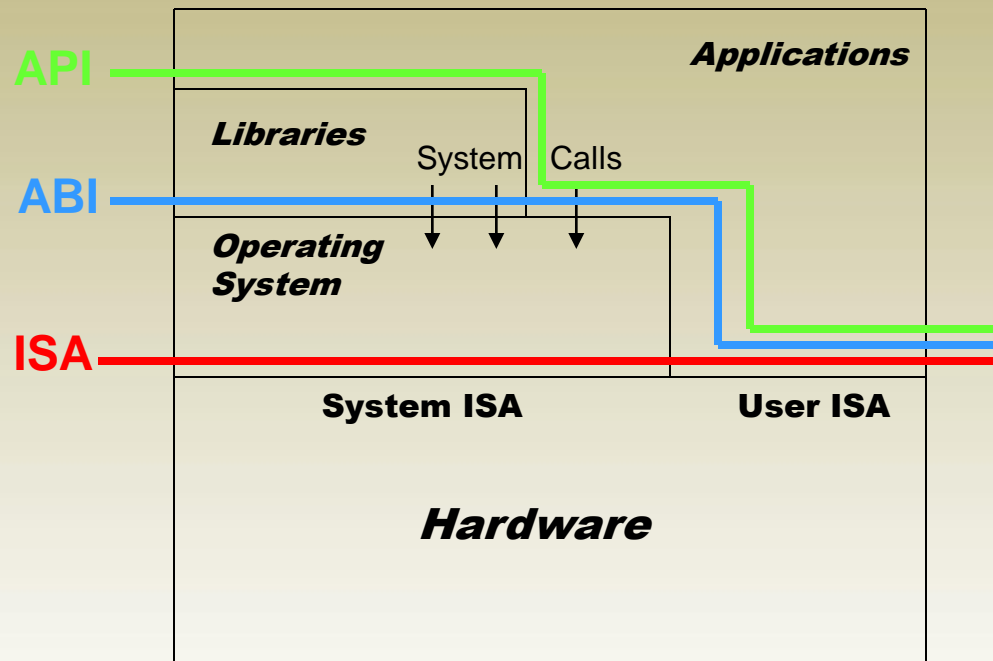 Applications
API
Libraries
System Calls
ABI
Operating
System
ISA
System ISA User ISA
Hardware